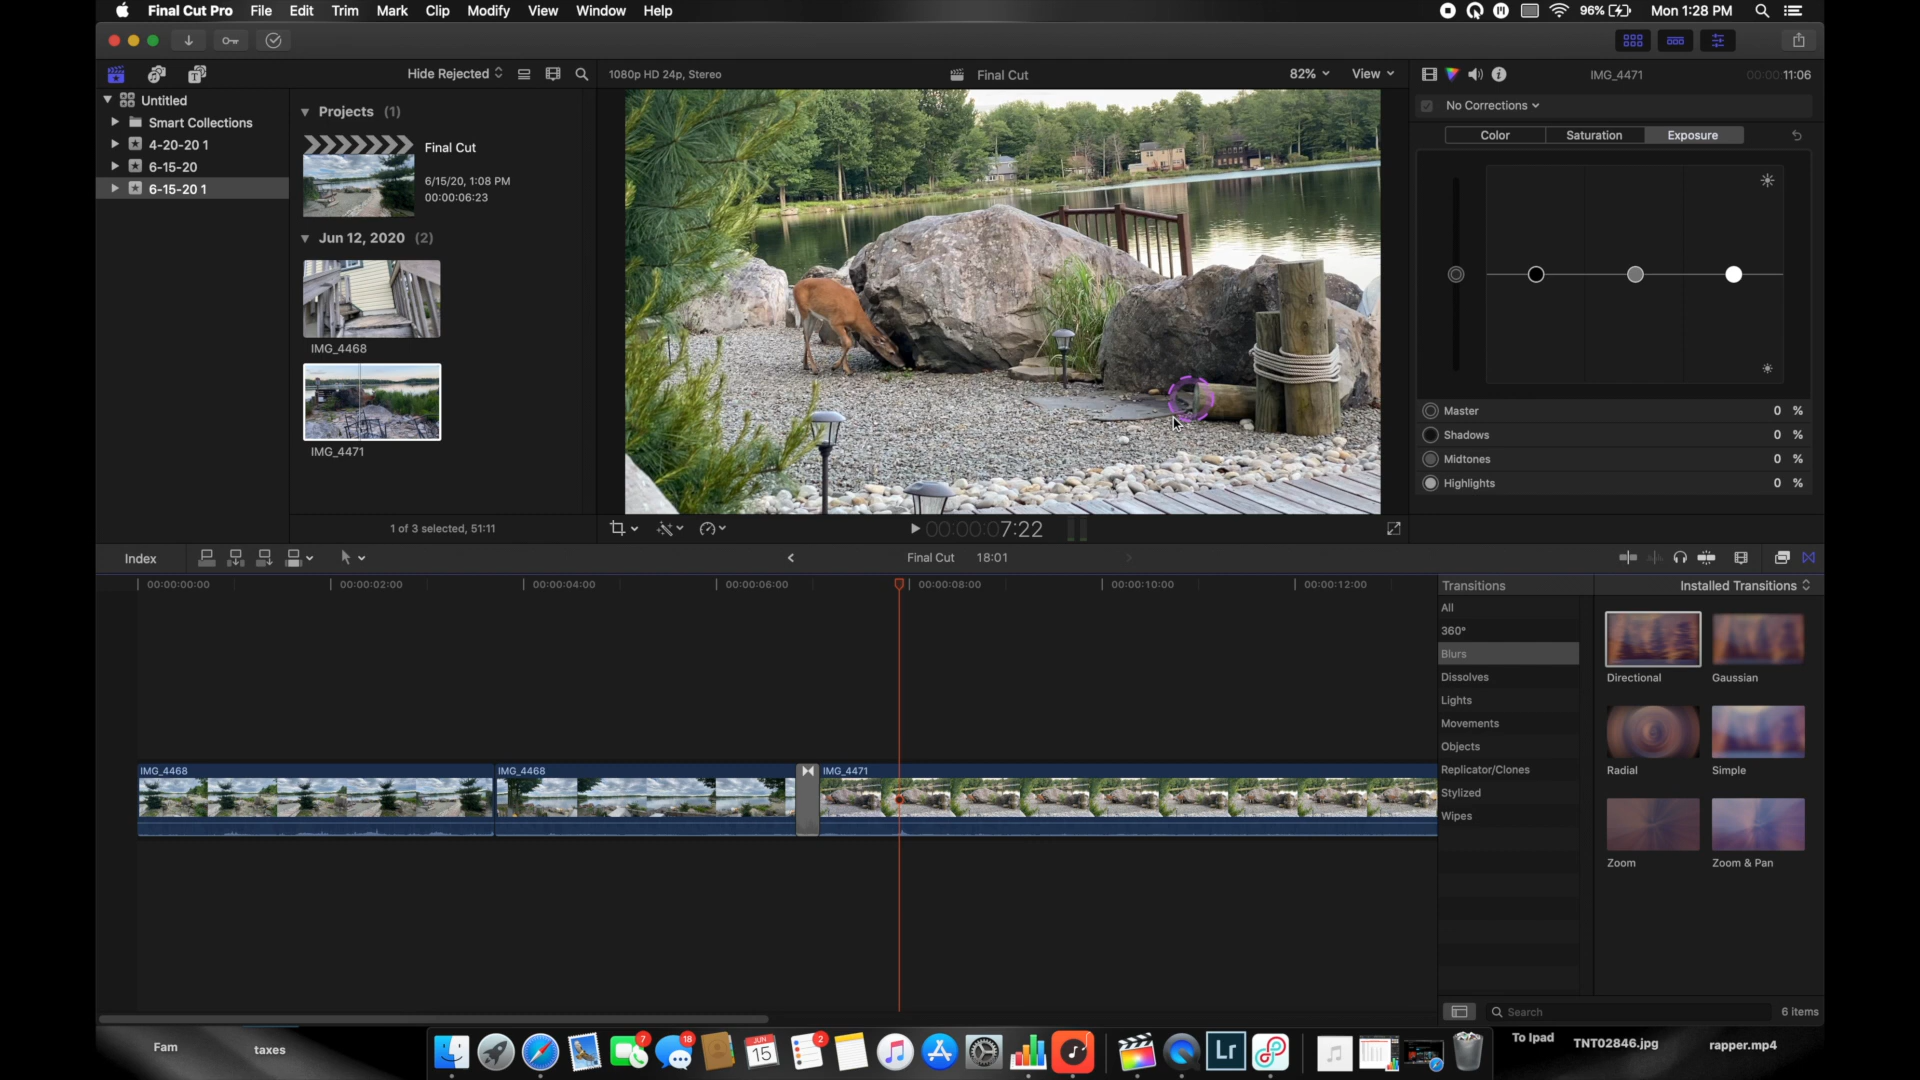 Final Cut Pro File Edit Trim Mark Clip Modify View Window Help
96% Mon 1:28 PM
Hide Rejected
1080p HD 24p, Stereo
Final Cut
82%
View
IMG_4471
00:00:11:06
Untitled
Smart Collections
4-20-20 1
6-15-20
6-15-20 1
Projects (1)
Final Cut
6/15/20, 1:08 PM
00:00:06:23
Jun 12, 2020 (2)
IMG_4468
IMG_4471
1 of 3 selected, 51:11
00:00:07:22
No Corrections
Color Saturation Exposure
Master 0 %
Shadows 0 %
Midtones 0 %
Highlights 0 %
Index
Final Cut 18:01
00:00:00:00 00:00:02:00 00:00:04:00 00:00:06:00 00:00:08:00 00:00:10:00 00:00:12:00
IMG_4468 IMG_4468 IMG_4471
Transitions
Installed Transitions
All
360°
Blurs
Dissolves
Lights
Movements
Objects
Replicator/Clones
Stylized
Wipes
Directional Gaussian
Radial Simple
Zoom Zoom & Pan
Search
6 items
Fam
taxes
7
18
JUN
15
2
Lr
To Ipad
TNT02846.jpg
rapper.mp4